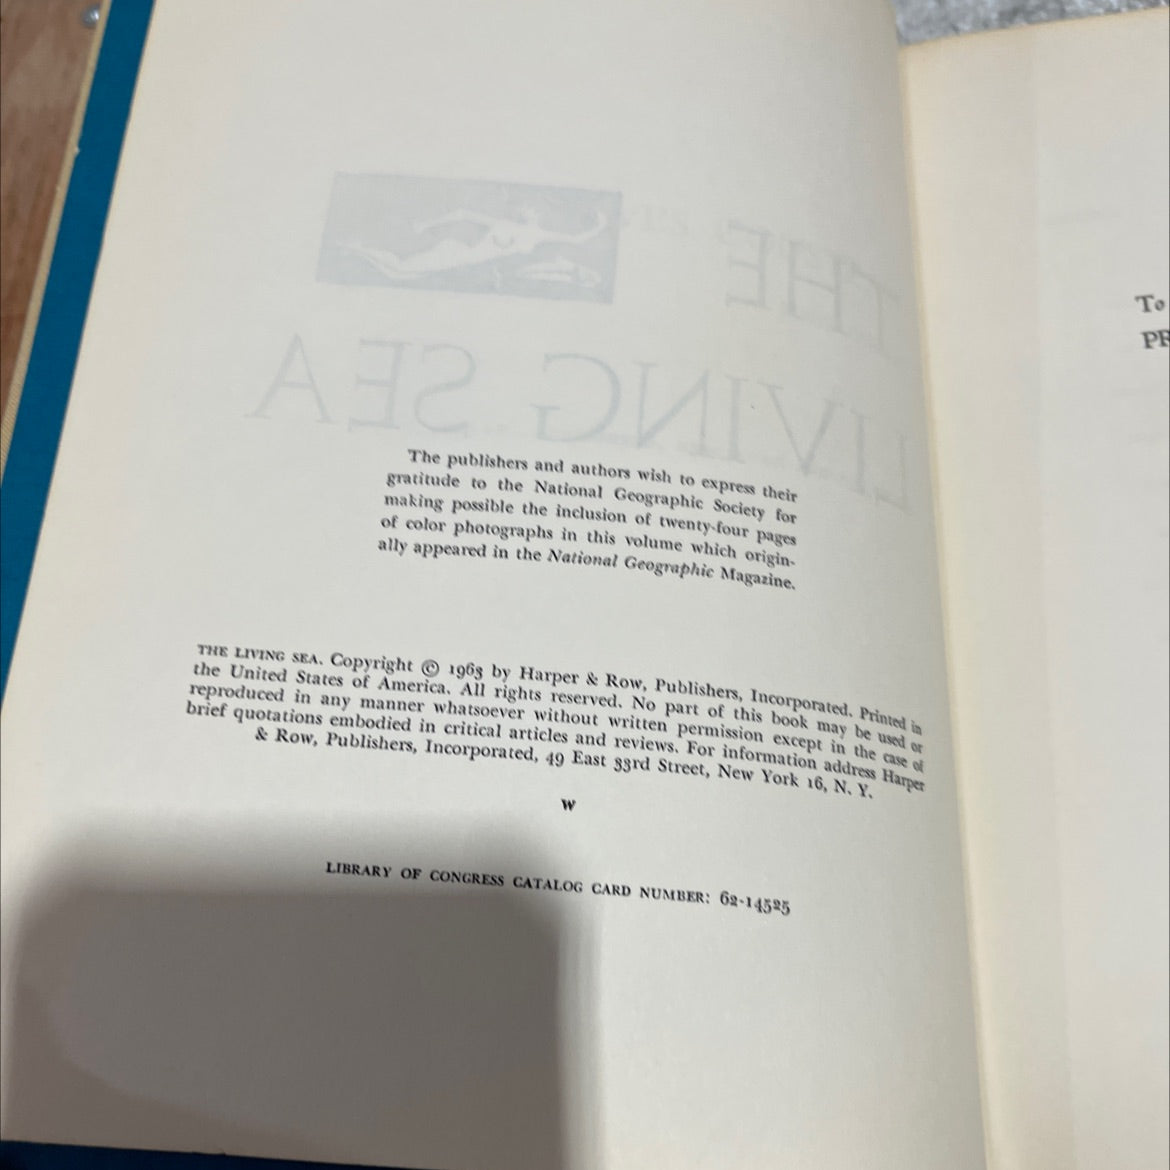 THE
LIVING SEA
The publishers and authors wish to express their
gratitude to the National Geographic Society for
making possible the inclusion of twenty-four pages
of color photographs in this volume which origin-
ally appeared in the National Geographic Magazine.
THE LIVING SEA. Copyright © 1963 by Harper & Row, Publishers, Incorporated. Printed in
the United States of America. All rights reserved. No part of this book may be used or
reproduced in any manner whatsoever without written permission except in the case of
brief quotations embodied in critical articles and reviews. For information address Harper
& Row, Publishers, Incorporated, 49 East 33rd Street, New York 16, N. Y.
W
LIBRARY OF CONGRESS CATALOG CARD NUMBER: 62-14525
To